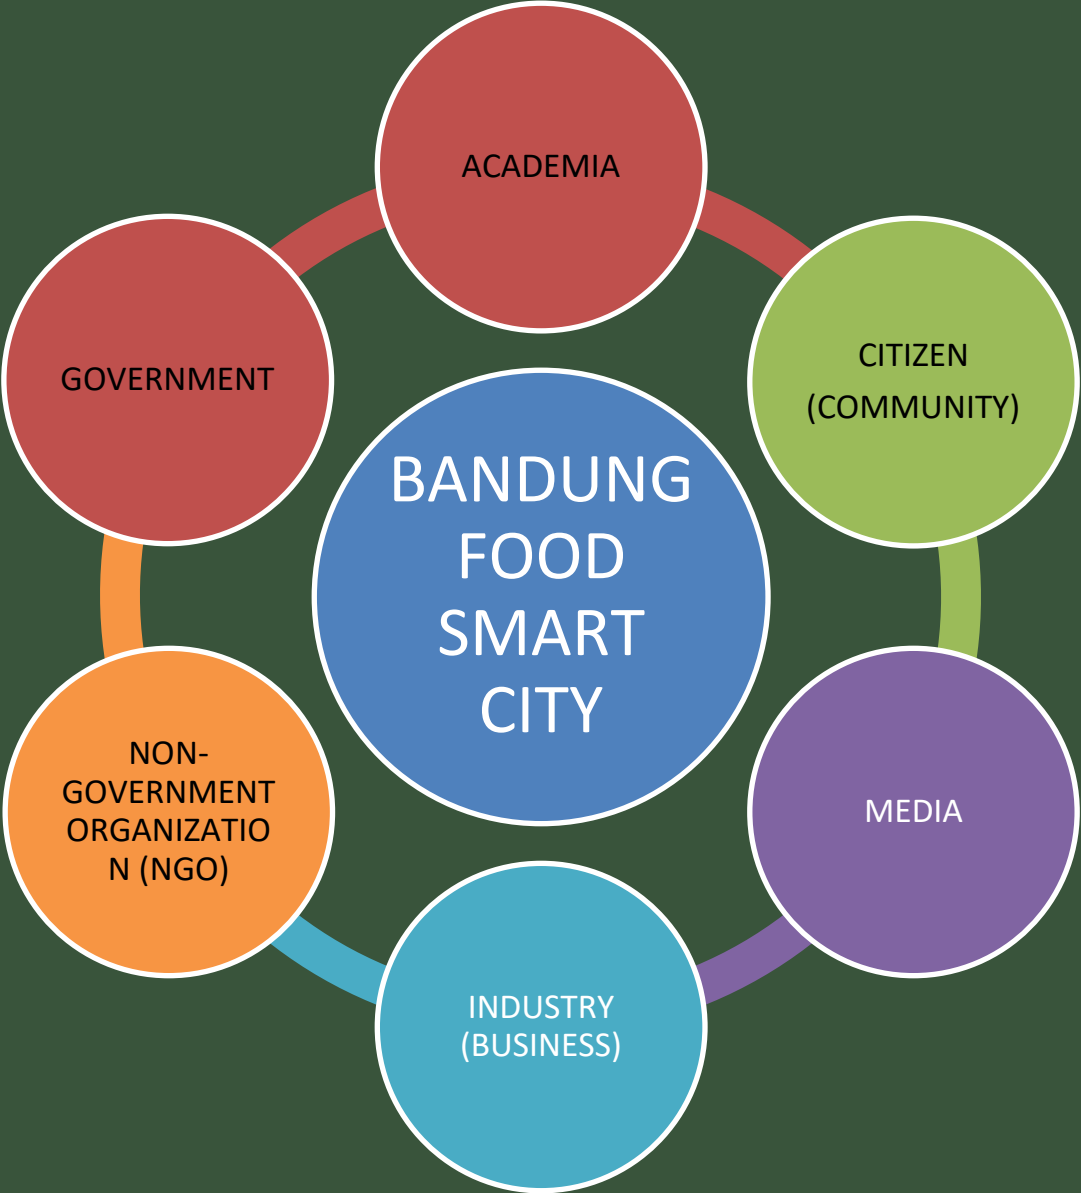 ACADEMIA
CITIZEN
(COMMUNITY)
GOVERNMENT
BANDUNG
FOOD
SMART
CITY
NON-
GOVERNMENT
ORGANIZATIO
N (NGO)
MEDIA
INDUSTRY
(BUSINESS)